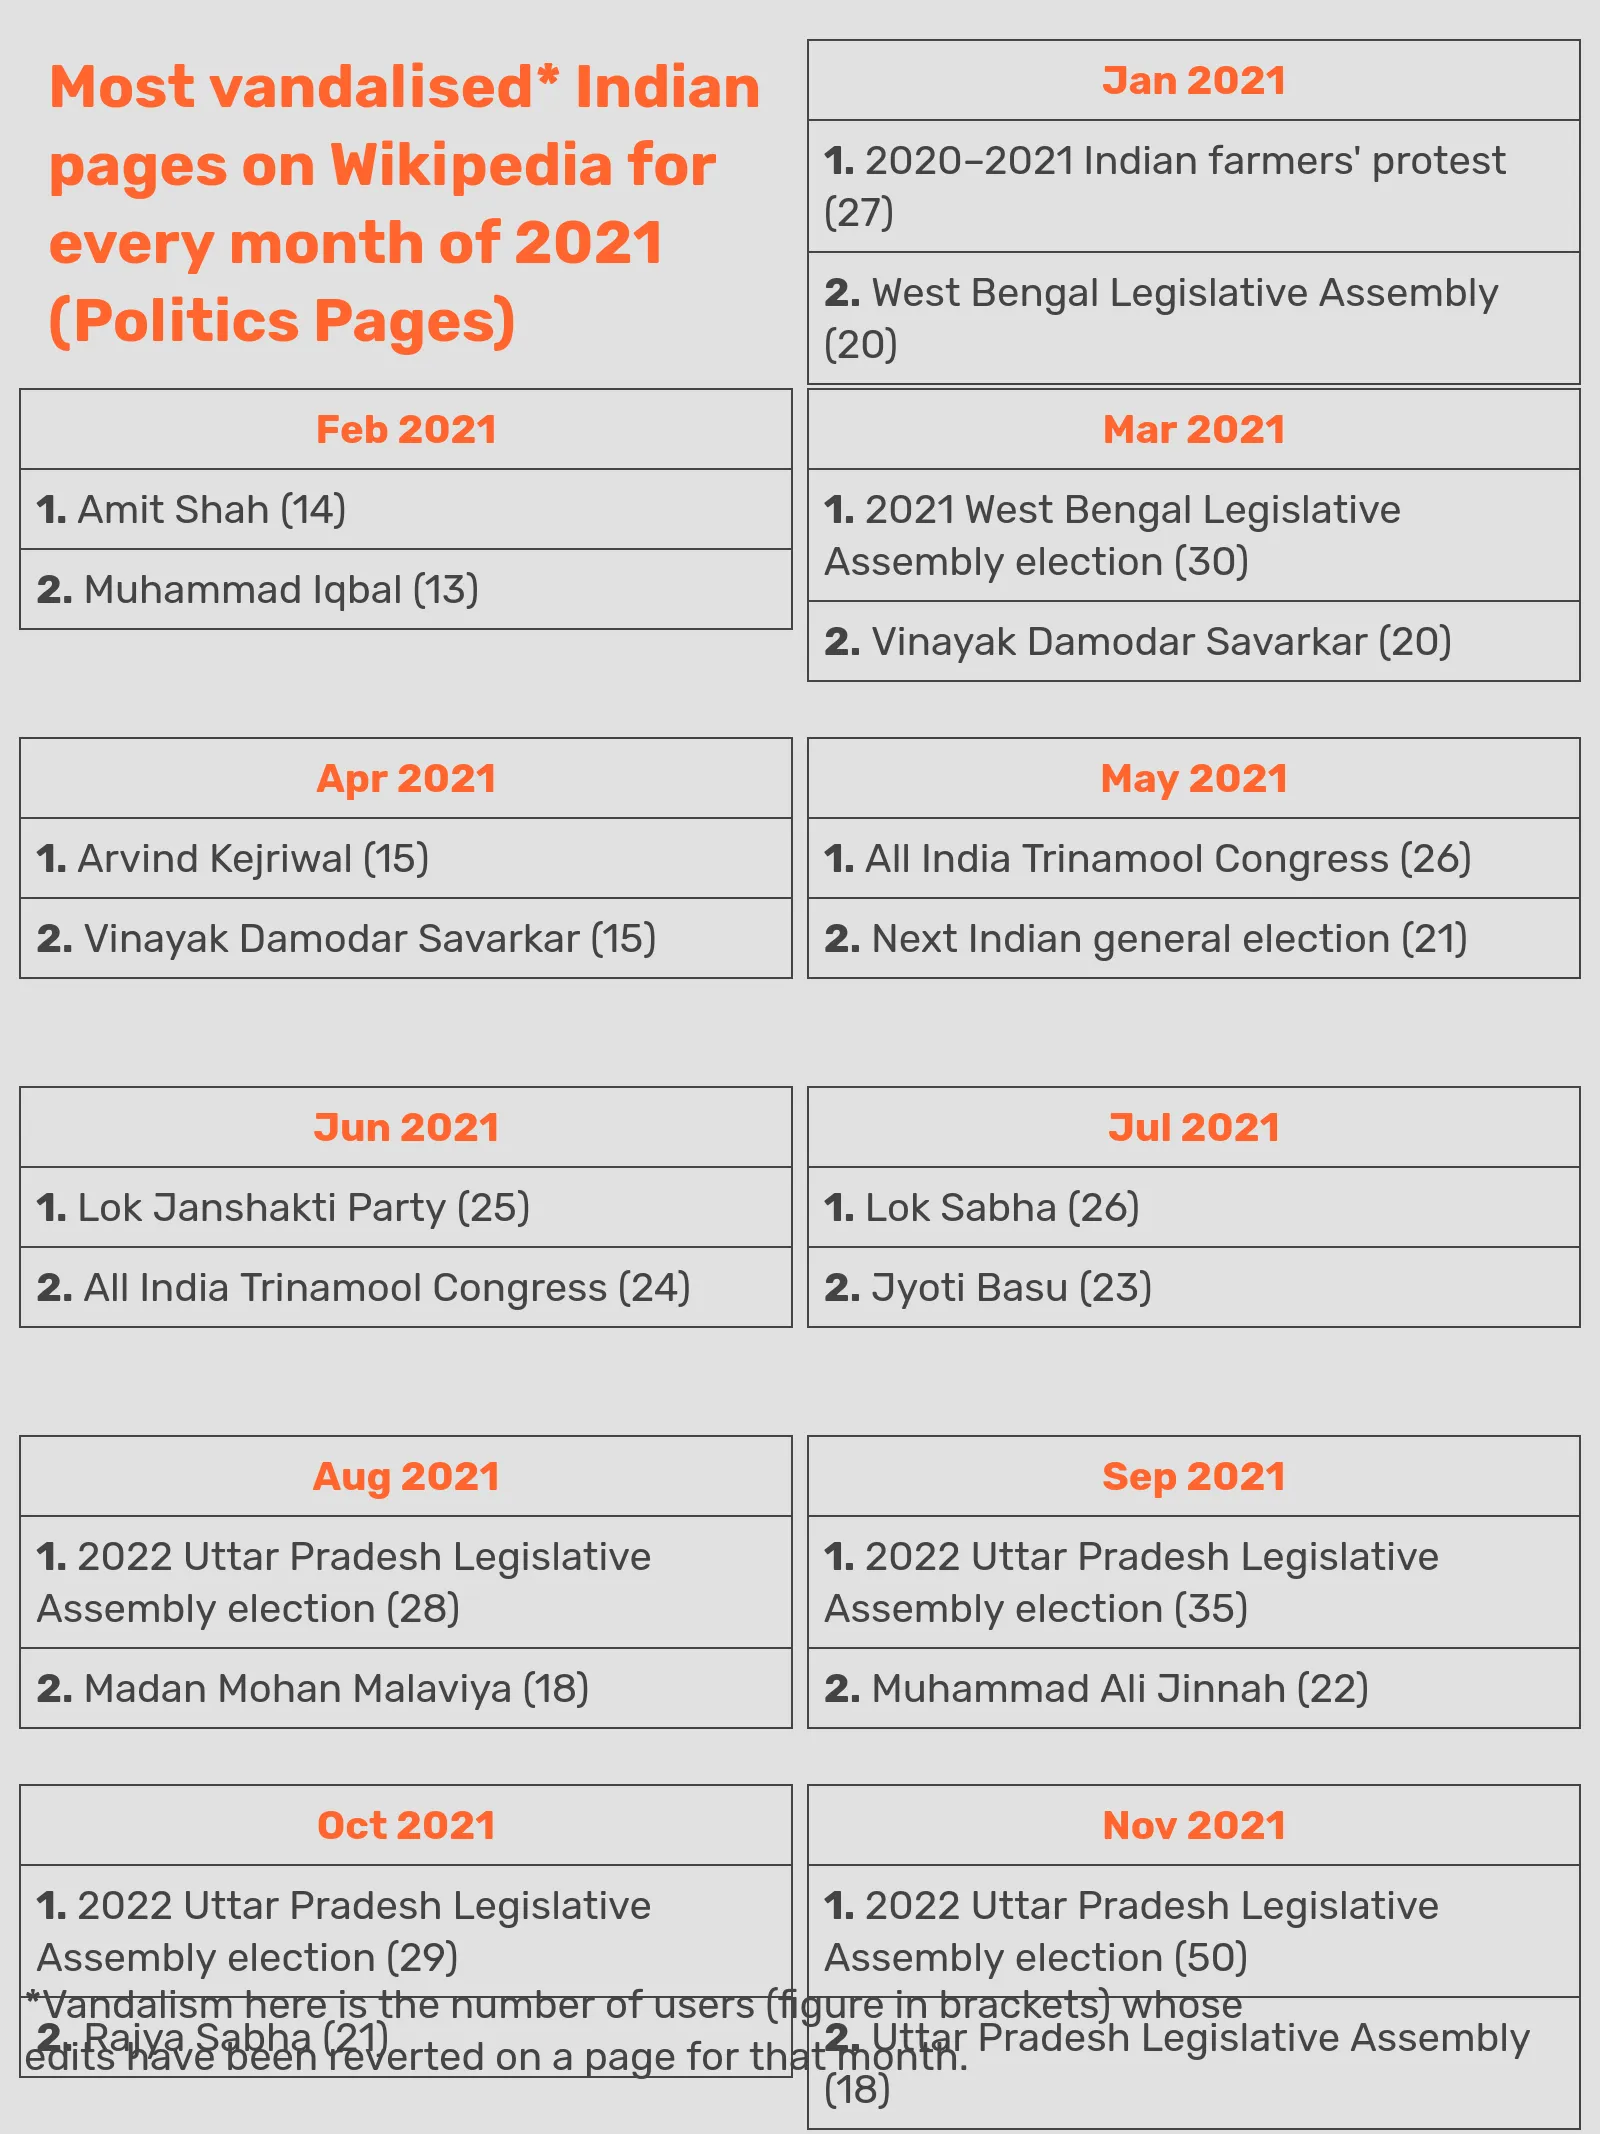 Most vandalised* Indian
pages on Wikipedia for
every month of 2021
(Politics Pages)
Jan 2021
1. 2020–2021 Indian farmers' protest
(27)
2. West Bengal Legislative Assembly
(20)
Feb 2021
1. Amit Shah (14)
2. Muhammad Iqbal (13)
Mar 2021
1. 2021 West Bengal Legislative
Assembly election (30)
2. Vinayak Damodar Savarkar (20)
Apr 2021
1. Arvind Kejriwal (15)
2. Vinayak Damodar Savarkar (15)
May 2021
1. All India Trinamool Congress (26)
2. Next Indian general election (21)
Jun 2021
1. Lok Janshakti Party (25)
2. All India Trinamool Congress (24)
Jul 2021
1. Lok Sabha (26)
2. Jyoti Basu (23)
Aug 2021
1. 2022 Uttar Pradesh Legislative
Assembly election (28)
2. Madan Mohan Malaviya (18)
Sep 2021
1. 2022 Uttar Pradesh Legislative
Assembly election (35)
2. Muhammad Ali Jinnah (22)
Oct 2021
1. 2022 Uttar Pradesh Legislative
Assembly election (29)
2. Rajya Sabha (21)
Nov 2021
1. 2022 Uttar Pradesh Legislative
Assembly election (50)
2. Uttar Pradesh Legislative Assembly
(18)
*Vandalism here is the number of users (figure in brackets) whose
edits have been reverted on a page for that month.